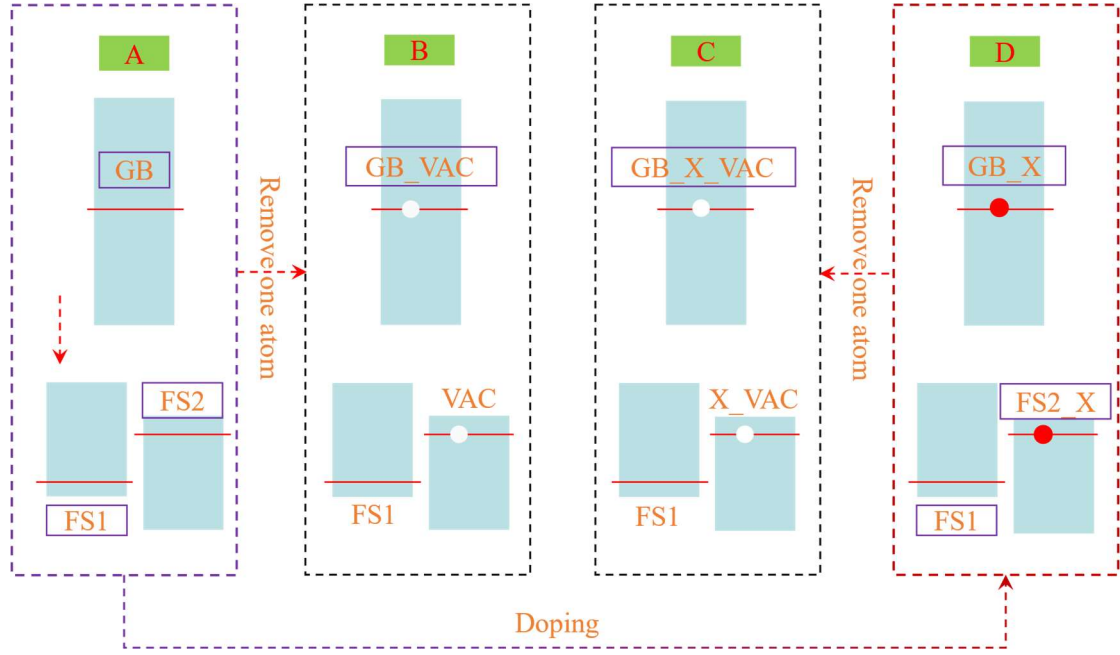 A
B
C
D
GB
GB_VAC
GB_X_VAC
GB_X
Remove one atom
Remove one atom
FS2
VAC
X_VAC
FS2_X
FS1
FS1
FS1
FS1
Doping